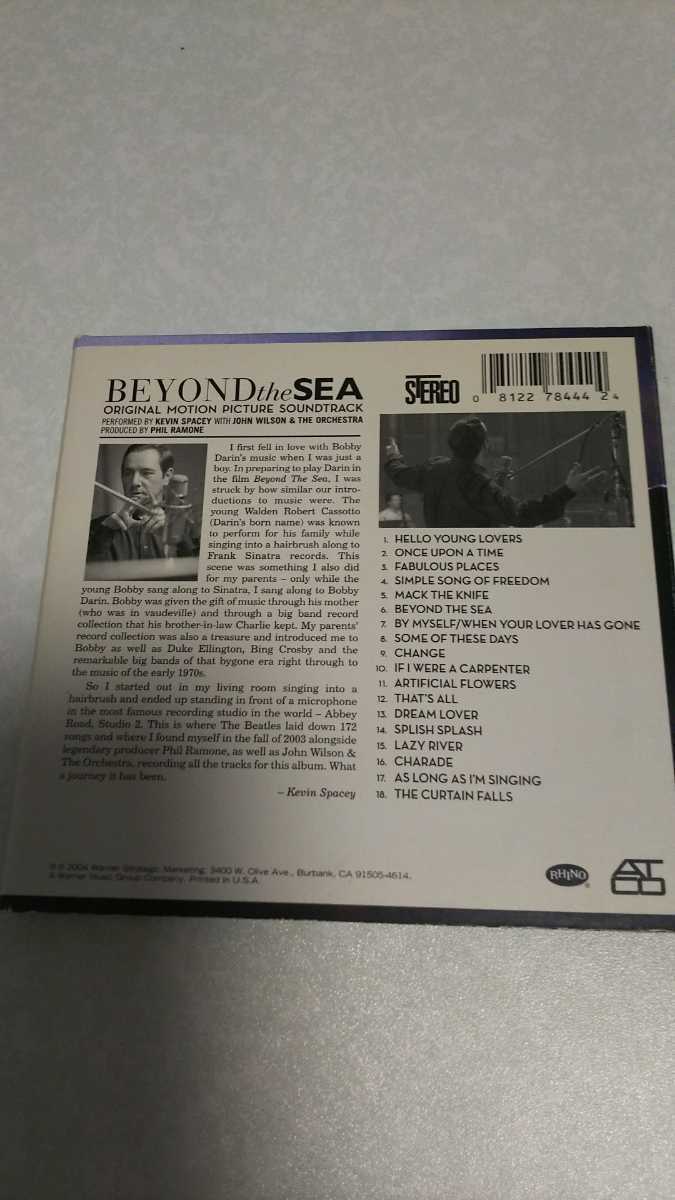 BEYOND the SEA
ORIGINAL MOTION PICTURE SOUNDTRACK
PERFORMED BY KEVIN SPACEY WITH JOHN WILSON & THE ORCHESTRA
PRODUCED BY PHIL RAMONE
I first fell in love with Bobby
Darin's music when I was just a
boy. In preparing to play Darin in
the film Beyond The Sea, I was
struck by how similar our intro-
ductions to music were. The
young Walden Robert Cassotto
(Darin's born name) was known
to perform for his family while
singing into a hairbrush along to
Frank Sinatra records. This
scene was something I also did
for my parents – only while the
young Bobby sang along to Sinatra, I sang along to Bobby
Darin. Bobby was given the gift of music through his mother
(who was in vaudeville) and through a big band record
collection that his brother-in-law Charlie kept. My parents'
record collection was also a treasure and introduced me to
Bobby as well as Duke Ellington, Bing Crosby and the
remarkable big bands of that bygone era right through to
the music of the early 1970s.
So I started out in my living room singing into a
hairbrush and ended up standing in front of a microphone
in the most famous recording studio in the world – Abbey
Road, Studio 2. This is where The Beatles laid down 172
songs and where I found myself in the fall of 2003 alongside
legendary producer Phil Ramone, as well as John Wilson &
The Orchestra, recording all the tracks for this album. What
a journey it has been.
– Kevin Spacey
STEREO
0 81227 84442 4
1. HELLO YOUNG LOVERS
2. ONCE UPON A TIME
3. FABULOUS PLACES
4. SIMPLE SONG OF FREEDOM
5. MACK THE KNIFE
6. BEYOND THE SEA
7. BY MYSELF/WHEN YOUR LOVER HAS GONE
8. SOME OF THESE DAYS
9. CHANGE
10. IF I WERE A CARPENTER
11. ARTIFICIAL FLOWERS
12. THAT'S ALL
13. DREAM LOVER
14. SPLISH SPLASH
15. LAZY RIVER
16. CHARADE
17. AS LONG AS I'M SINGING
18. THE CURTAIN FALLS
℗ © 2004 Warner Strategic Marketing, 3400 W. Olive Ave., Burbank, CA 91505-4614.
A Warner Music Group Company. Printed in U.S.A.
RHINO ®
ATCO